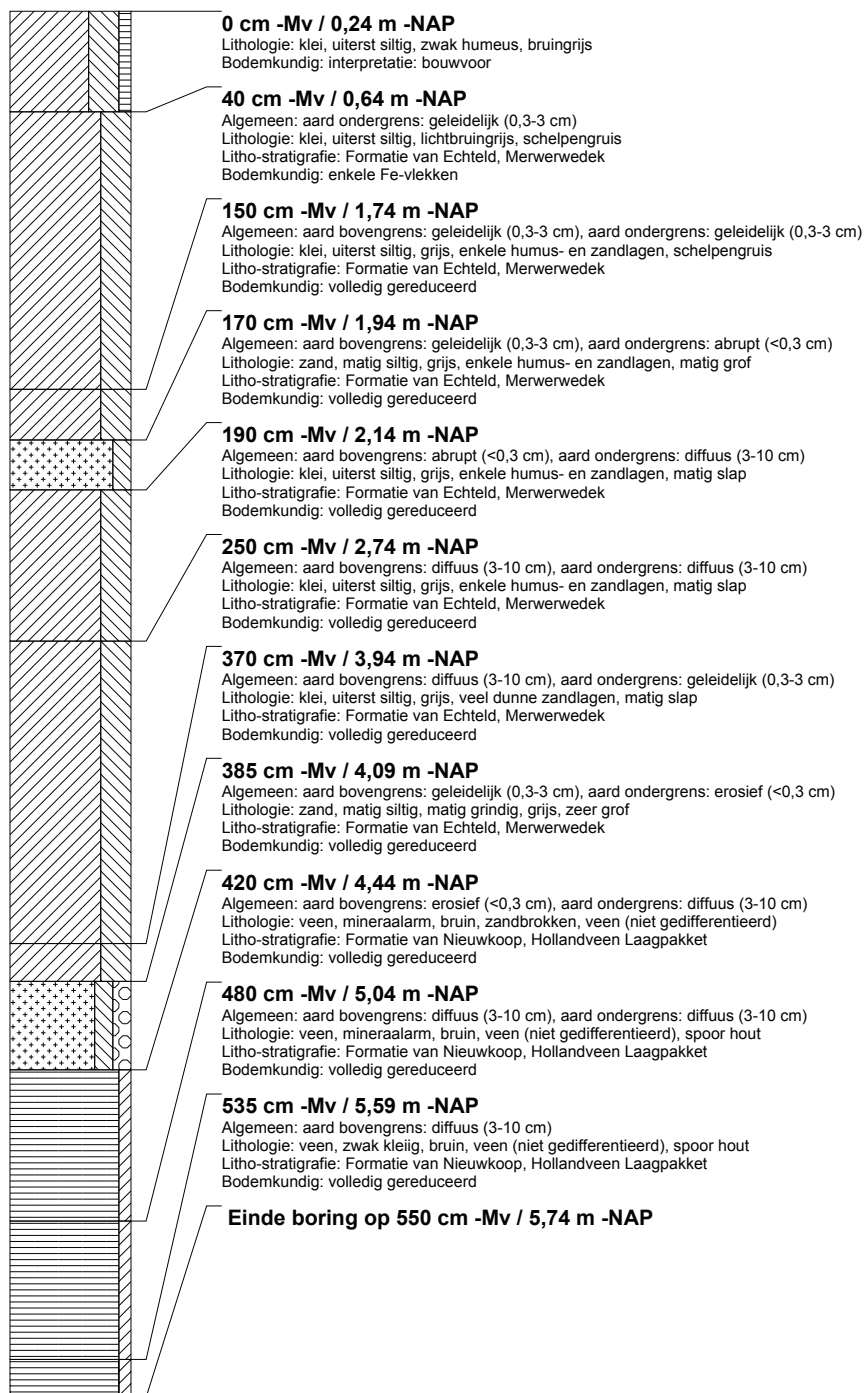 0 cm -Mv / 0,24 m -NAP
Lithologie: klei, uiterst siltig, zwak humeus, bruingrijs
Bodemkundig: interpretatie: bouwvoor
40 cm -Mv / 0,64 m -NAP
Algemeen: aard ondergrens: geleidelijk (0,3-3 cm)
Lithologie: klei, uiterst siltig, lichtbruingrijs, schelpengruis
Litho-stratigrafie: Formatie van Echteld, Merwerwedek
Bodemkundig: enkele Fe-vlekken
150 cm -Mv / 1,74 m -NAP
Algemeen: aard bovengrens: geleidelijk (0,3-3 cm), aard ondergrens: geleidelijk (0,3-3 cm)
Lithologie: klei, uiterst siltig, grijs, enkele humus- en zandlagen, schelpengruis
Litho-stratigrafie: Formatie van Echteld, Merwerwedek
Bodemkundig: volledig gereduceerd
170 cm -Mv / 1,94 m -NAP
Algemeen: aard bovengrens: geleidelijk (0,3-3 cm), aard ondergrens: abrupt (<0,3 cm)
Lithologie: zand, matig siltig, grijs, enkele humus- en zandlagen, matig grof
Litho-stratigrafie: Formatie van Echteld, Merwerwedek
Bodemkundig: volledig gereduceerd
190 cm -Mv / 2,14 m -NAP
Algemeen: aard bovengrens: abrupt (<0,3 cm), aard ondergrens: diffuus (3-10 cm)
Lithologie: klei, uiterst siltig, grijs, enkele humus- en zandlagen, matig slap
Litho-stratigrafie: Formatie van Echteld, Merwerwedek
Bodemkundig: volledig gereduceerd
250 cm -Mv / 2,74 m -NAP
Algemeen: aard bovengrens: diffuus (3-10 cm), aard ondergrens: diffuus (3-10 cm)
Lithologie: klei, uiterst siltig, grijs, enkele humus- en zandlagen, matig slap
Litho-stratigrafie: Formatie van Echteld, Merwerwedek
Bodemkundig: volledig gereduceerd
370 cm -Mv / 3,94 m -NAP
Algemeen: aard bovengrens: diffuus (3-10 cm), aard ondergrens: geleidelijk (0,3-3 cm)
Lithologie: klei, uiterst siltig, grijs, veel dunne zandlagen, matig slap
Litho-stratigrafie: Formatie van Echteld, Merwerwedek
Bodemkundig: volledig gereduceerd
385 cm -Mv / 4,09 m -NAP
Algemeen: aard bovengrens: geleidelijk (0,3-3 cm), aard ondergrens: erosief (<0,3 cm)
Lithologie: zand, matig siltig, matig grindig, grijs, zeer grof
Litho-stratigrafie: Formatie van Echteld, Merwerwedek
Bodemkundig: volledig gereduceerd
420 cm -Mv / 4,44 m -NAP
Algemeen: aard bovengrens: erosief (<0,3 cm), aard ondergrens: diffuus (3-10 cm)
Lithologie: veen, mineraalarm, bruin, zandbrokken, veen (niet gedifferentieerd)
Litho-stratigrafie: Formatie van Nieuwkoop, Hollandveen Laagpakket
Bodemkundig: volledig gereduceerd
480 cm -Mv / 5,04 m -NAP
Algemeen: aard bovengrens: diffuus (3-10 cm), aard ondergrens: diffuus (3-10 cm)
Lithologie: veen, mineraalarm, bruin, veen (niet gedifferentieerd), spoor hout
Litho-stratigrafie: Formatie van Nieuwkoop, Hollandveen Laagpakket
Bodemkundig: volledig gereduceerd
535 cm -Mv / 5,59 m -NAP
Algemeen: aard bovengrens: diffuus (3-10 cm)
Lithologie: veen, zwak kleiig, bruin, veen (niet gedifferentieerd), spoor hout
Litho-stratigrafie: Formatie van Nieuwkoop, Hollandveen Laagpakket
Bodemkundig: volledig gereduceerd
Einde boring op 550 cm -Mv / 5,74 m -NAP